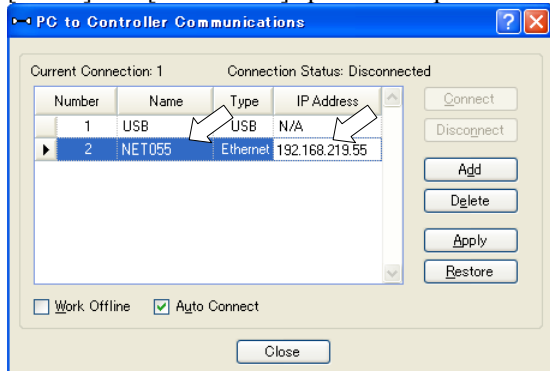 PC to Controller Communications
Current Connection: 1 Connection Status: Disconnected
Number Name Type IP Address
1 USB USB N/A
2 NET055 Ethernet 192.168.219.55
Connect
Disconnect
Add
Delete
Apply
Restore
Work Offline Auto Connect
Close